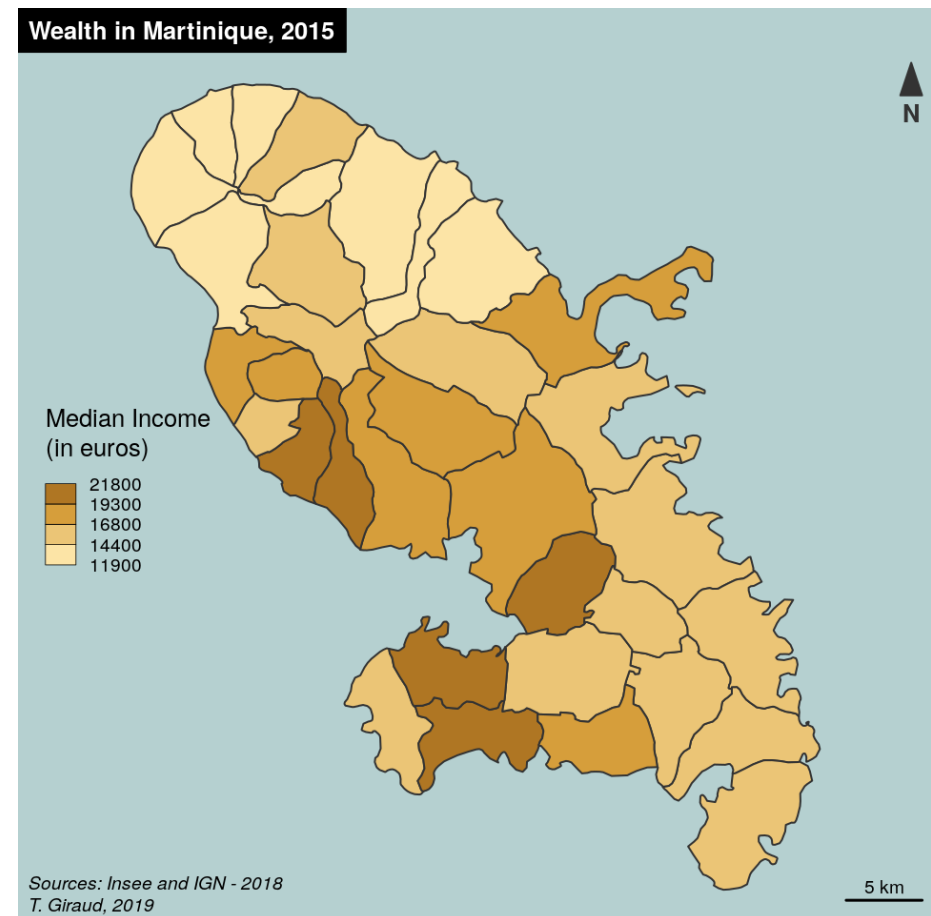 Wealth in Martinique, 2015
N
Median Income
(in euros)
21800
19300
16800
14400
11900
Sources: Insee and IGN - 2018
T. Giraud, 2019
5 km